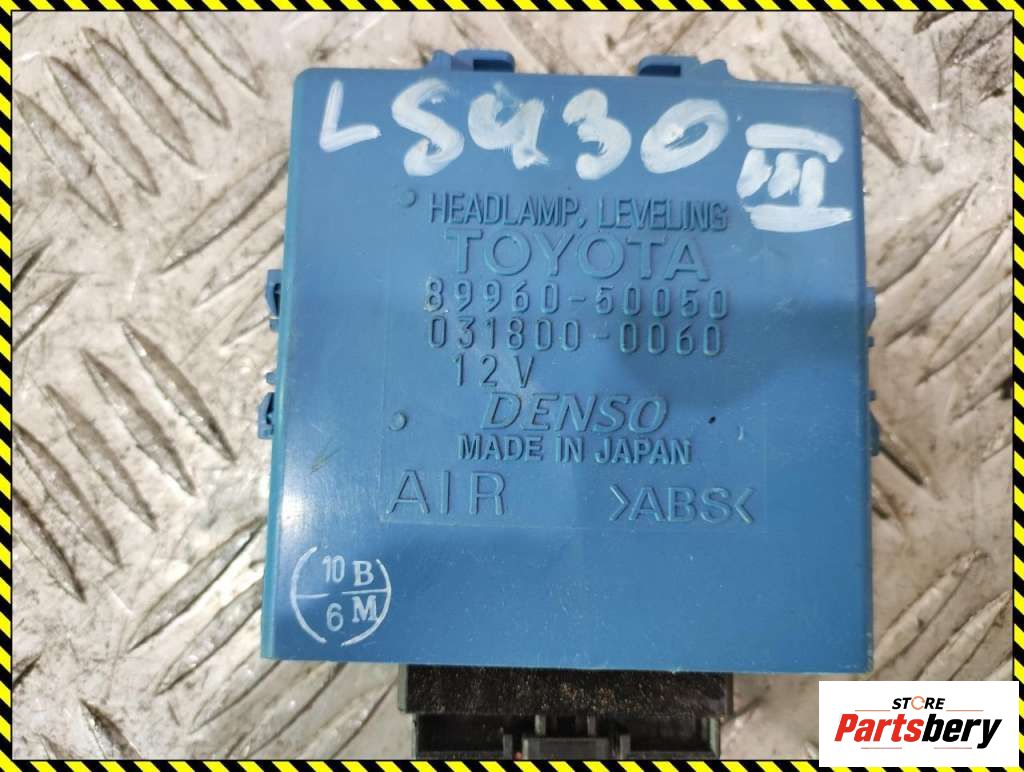 LS430 III
HEADLAMP, LEVELING
TOYOTA
89960-50050
031800-0060
12V
DENSO
MADE IN JAPAN
AIR >ABS<
10 B
6 M
STORE
Partsbery